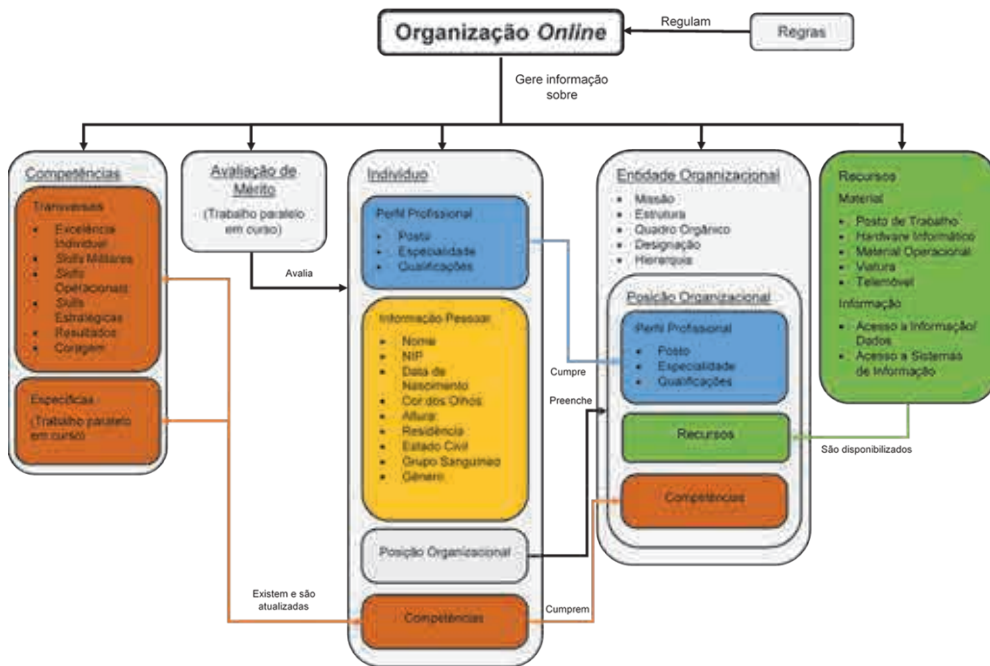 Organização Online
Regulam
Regras
Gere informação
sobre
Competências
Transversais
• Excelência
Individual
• Skills Militares
• Skills
Operacionais
• Skills
Estratégicas
• Resultados
• Coragem
Específicas
(Trabalho paralelo
em curso)
Avaliação de
Mérito
(Trabalho paralelo
em curso)
Avalia
Existem e são
atualizadas
Indivíduo
Perfil Profissional
• Posto
• Especialidade
• Qualificações
Informação Pessoal
• Nome
• NIP
• Data de
Nascimento
• Cor dos Olhos
• Altura
• Residência
• Estado Civil
• Grupo Sanguíneo
• Género
Posição Organizacional
Competências
Cumpre
Preenche
Cumprem
Entidade Organizacional
• Missão
• Estrutura
• Quadro Orgânico
• Designação
• Hierarquia
Posição Organizacional
Perfil Profissional
• Posto
• Especialidade
• Qualificações
Recursos
Competências
Recursos
Material
• Posto de Trabalho
• Hardware Informático
• Material Operacional
• Viatura
• Telemóvel
Informação
• Acesso a Informação/
Dados
• Acesso a Sistemas
de Informação
São disponibilizados